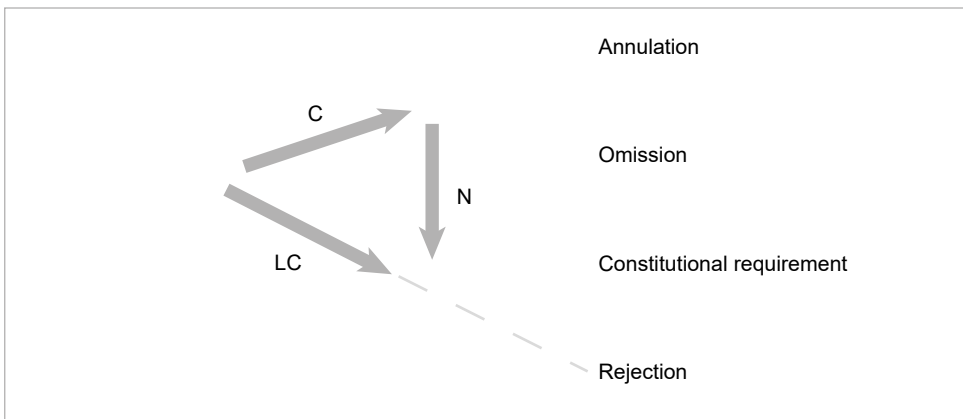 Annulation
C
Omission
N
LC
Constitutional requirement
Rejection